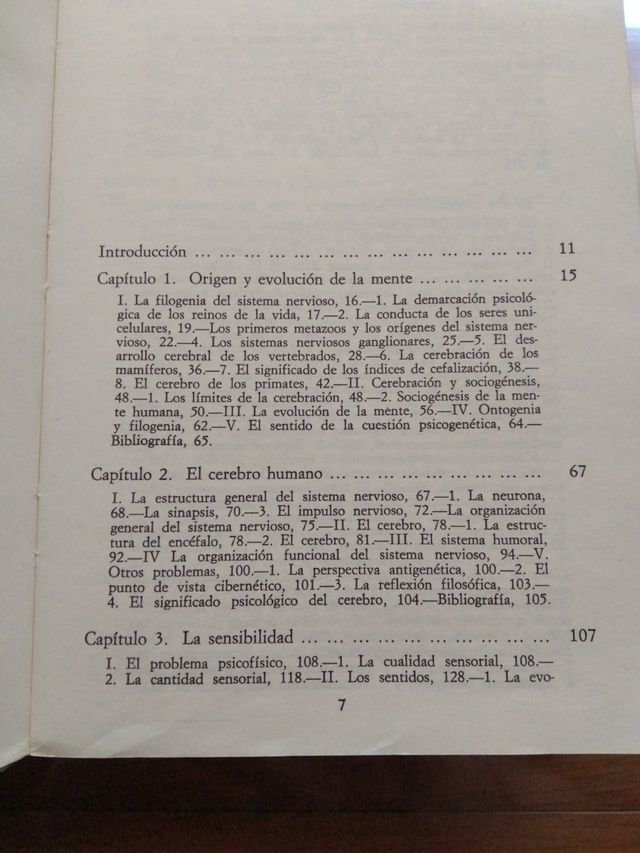 Introducción ... ... ... ... ... ... ... ... ... ... ... ... ... ... 11
Capítulo 1. Origen y evolución de la mente ... ... ... ... ... 15
I. La filogenia del sistema nervioso, 16.—1. La demarcación psicoló-
gica de los reinos de la vida, 17.—2. La conducta de los seres uni-
celulares, 19.—Los primeros metazoos y los orígenes del sistema ner-
vioso, 22.—4. Los sistemas nerviosos ganglionares, 25.—5. El des-
arrollo cerebral de los vertebrados, 28.—6. La cerebración de los
mamíferos, 36.—7. El significado de los índices de cefalización, 38.—
8. El cerebro de los primates, 42.—II. Cerebración y sociogénesis,
48.—1. Los límites de la cerebración, 48.—2. Sociogénesis de la men-
te humana, 50.—III. La evolución de la mente, 56.—IV. Ontogenia
y filogenia, 62.—V. El sentido de la cuestión psicogenética, 64.—
Bibliografía, 65.
Capítulo 2. El cerebro humano ... ... ... ... ... ... ... ... ... 67
I. La estructura general del sistema nervioso, 67.—1. La neurona,
68.—La sinapsis, 70.—3. El impulso nervioso, 72.—La organización
general del sistema nervioso, 75.—II. El cerebro, 78.—1. La estruc-
tura del encéfalo, 78.—2. El cerebro, 81.—III. El sistema humoral,
92.—IV La organización funcional del sistema nervioso, 94.—V.
Otros problemas, 100.—1. La perspectiva antigenética, 100.—2. El
punto de vista cibernético, 101.—3. La reflexión filosófica, 103.—
4. El significado psicológico del cerebro, 104.—Bibliografía, 105.
Capítulo 3. La sensibilidad ... ... ... ... ... ... ... ... ... ... 107
I. El problema psicofísico, 108.—1. La cualidad sensorial, 108.—
2. La cantidad sensorial, 118.—II. Los sentidos, 128.—1. La evo-
7